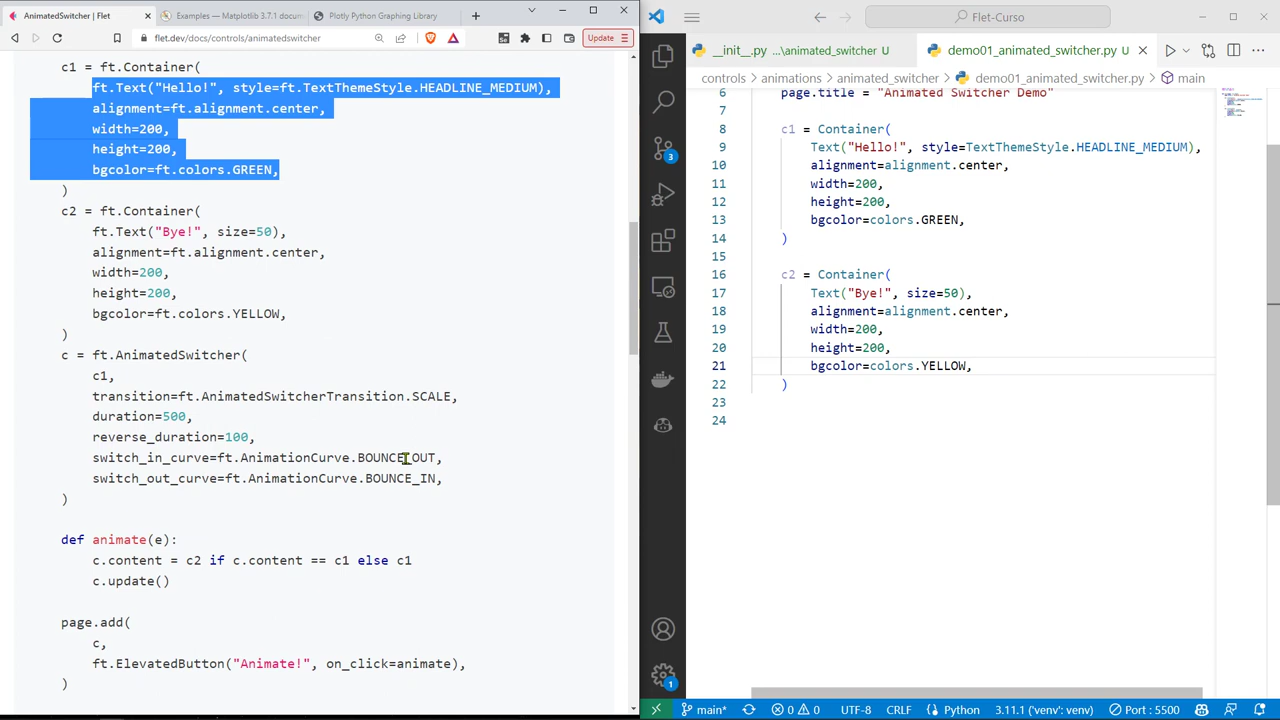 AnimatedSwitcher | Flet
Examples — Matplotlib 3.7.1 docum
Plotly Python Graphing Library
flet.dev/docs/controls/animatedswitcher
Update
c1 = ft.Container(
ft.Text("Hello!", style=ft.TextThemeStyle.HEADLINE_MEDIUM),
alignment=ft.alignment.center,
width=200,
height=200,
bgcolor=ft.colors.GREEN,
)
c2 = ft.Container(
ft.Text("Bye!", size=50),
alignment=ft.alignment.center,
width=200,
height=200,
bgcolor=ft.colors.YELLOW,
)
c = ft.AnimatedSwitcher(
c1,
transition=ft.AnimatedSwitcherTransition.SCALE,
duration=500,
reverse_duration=100,
switch_in_curve=ft.AnimationCurve.BOUNCE_OUT,
switch_out_curve=ft.AnimationCurve.BOUNCE_IN,
)
def animate(e):
c.content = c2 if c.content == c1 else c1
c.update()
page.add(
c,
ft.ElevatedButton("Animate!", on_click=animate),
)
Flet-Curso
__init__.py ...\animated_switcher U
demo01_animated_switcher.py U
controls animations animated_switcher demo01_animated_switcher.py main
6 page.title = "Animated Switcher Demo"
7
8 c1 = Container(
9 Text("Hello!", style=TextThemeStyle.HEADLINE_MEDIUM),
10 alignment=alignment.center,
11 width=200,
12 height=200,
13 bgcolor=colors.GREEN,
14 )
15
16 c2 = Container(
17 Text("Bye!", size=50),
18 alignment=alignment.center,
19 width=200,
20 height=200,
21 bgcolor=colors.YELLOW,
22 )
23
24
3
1
main* 0 0 UTF-8 CRLF Python 3.11.1 ('venv': venv) Port : 5500